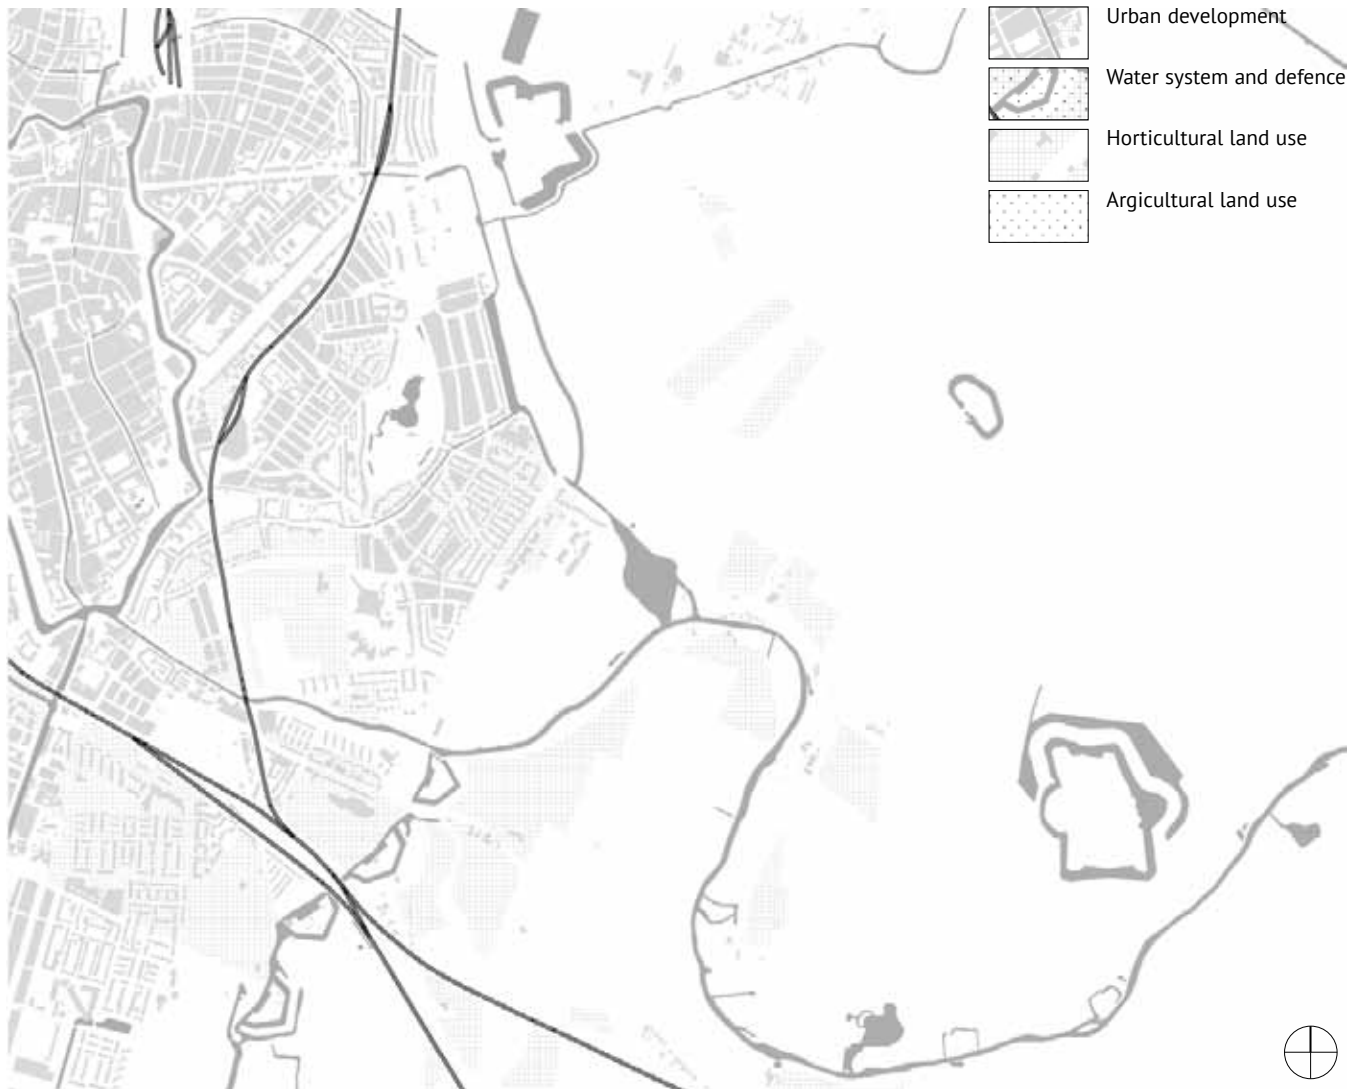 Urban development
Water system and defence
Horticultural land use
Argicultural land use